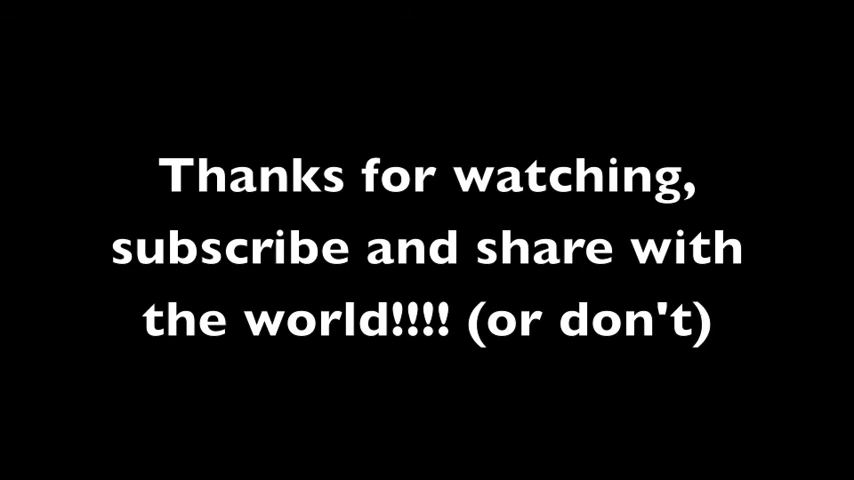 Thanks for watching,
subscribe and share with
the world!!!! (or don't)